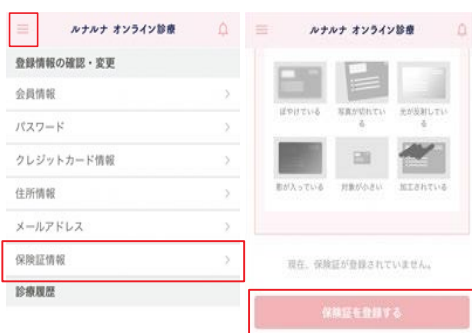 ルナルナ オンライン診療
登録情報の確認・変更
会員情報
パスワード
クレジットカード情報
住所情報
メールアドレス
保険証情報
診療履歴
ルナルナ オンライン診療
ぼやけている
写真が切れてい
る
光が反射してい
る
影が入っている
対象が小さい
加工されている
現在、保険証が登録されていません。
保険証を登録する